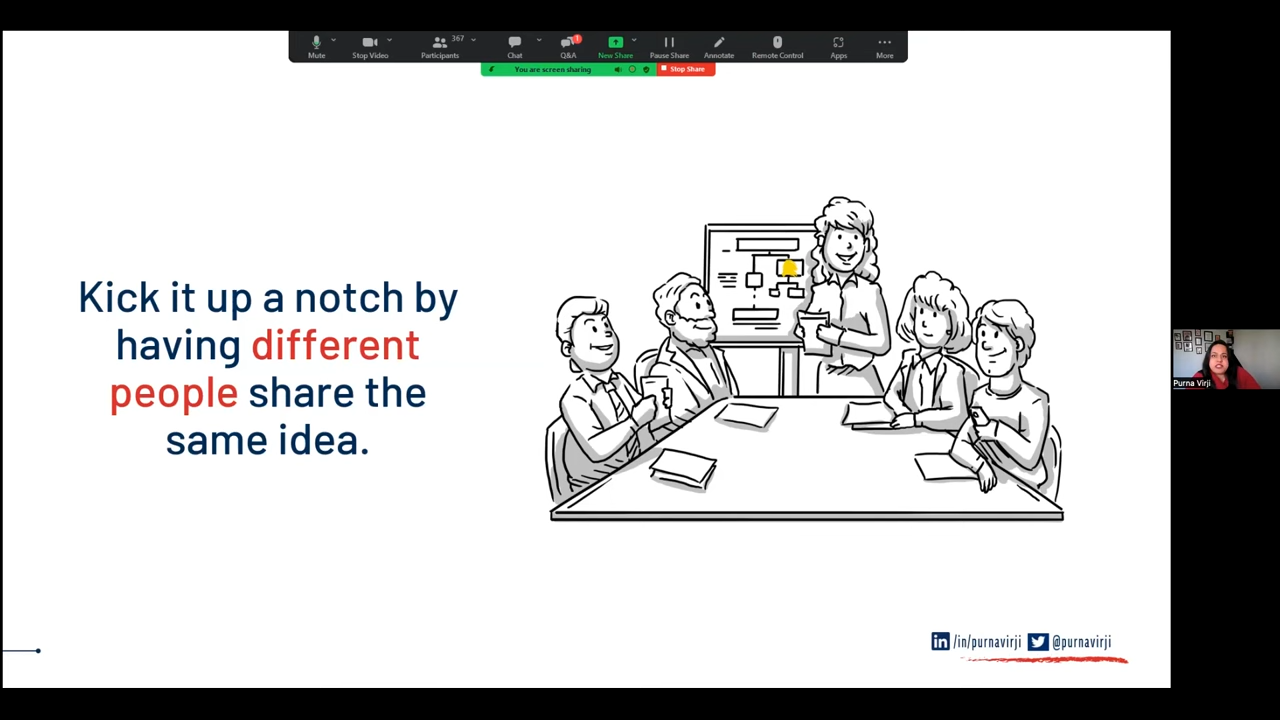 367
Mute
Stop Video
Participants
Chat
1
Q&A
New Share
Pause Share
Annotate
Remote Control
Apps
More
You are screen sharing
Stop Share
Kick it up a notch by
having different
people share the
same idea.
Purna Virji
in /in/purnavirji @purnavirji